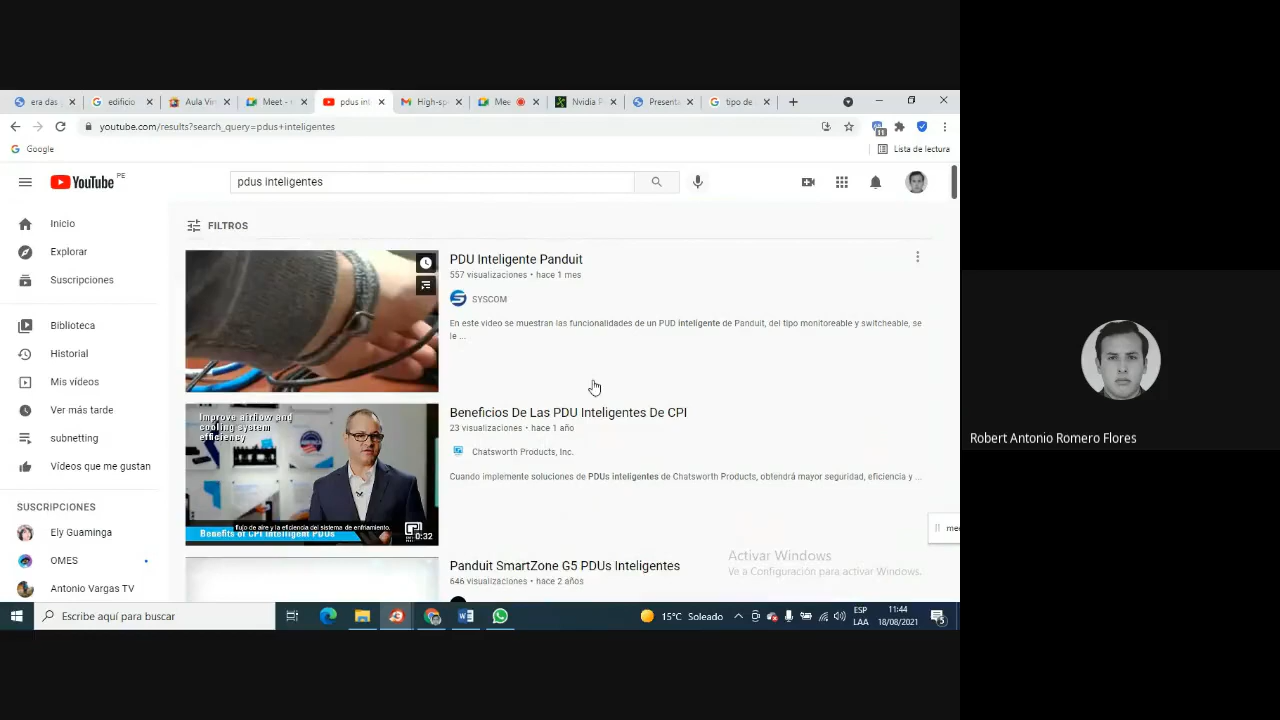 era das
edificio
Aula Vir
Meet -
pdus int
High-sp
Mee
Nvidia P
Presenta
tipo de
youtube.com/results?search_query=pdus+inteligentes
11
Google
Lista de lectura
YouTube PE
pdus inteligentes
Inicio
Explorar
Suscripciones
Biblioteca
Historial
Mis vídeos
Ver más tarde
subnetting
Vídeos que me gustan
SUSCRIPCIONES
Ely Guaminga
OMES
Antonio Vargas TV
FILTROS
PDU Inteligente Panduit
557 visualizaciones • hace 1 mes
SYSCOM
En este video se muestran las funcionalidades de un PUD inteligente de Panduit, del tipo monitoreable y switcheable, se
le ...
Improve airflow and
cooling system
efficiency
flujo de aire y la eficiencia del sistema de enfriamiento.
Benefits of CPI Intelligent PDUs
0:32
Beneficios De Las PDU Inteligentes De CPI
23 visualizaciones • hace 1 año
Chatsworth Products, Inc.
Cuando implemente soluciones de PDUs inteligentes de Chatsworth Products, obtendrá mayor seguridad, eficiencia y ...
Panduit SmartZone G5 PDUs Inteligentes
646 visualizaciones • hace 2 años
Activar Windows
Ve a Configuración para activar Windows.
Escribe aquí para buscar
15°C Soleado
ESP
LAA
11:44
18/08/2021
5
Robert Antonio Romero Flores